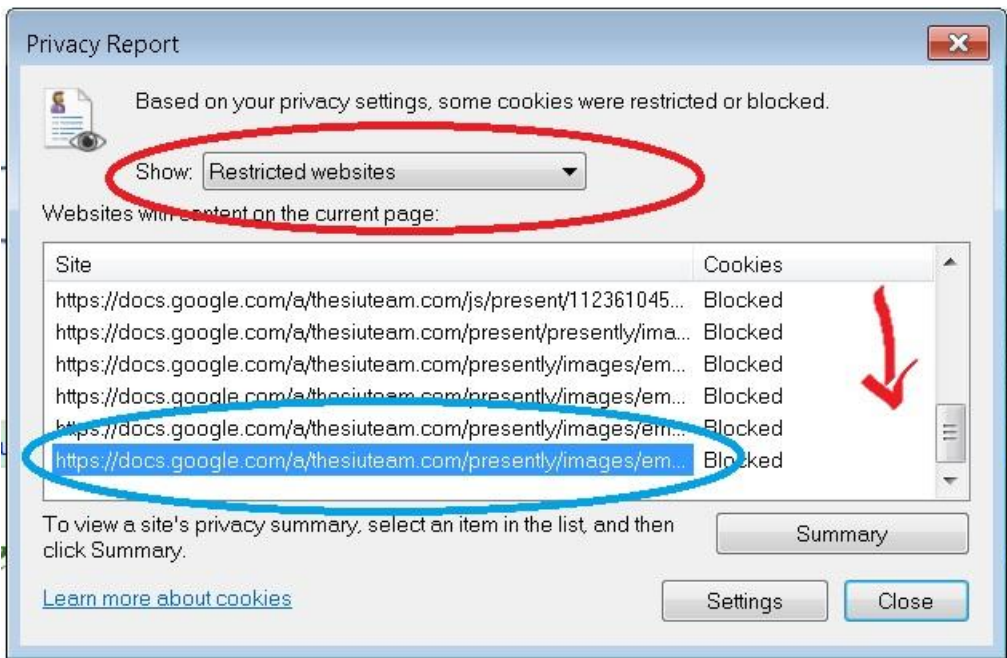 Privacy Report
Based on your privacy settings, some cookies were restricted or blocked.
Show: Restricted websites
Websites with content on the current page:
Site Cookies
https://docs.google.com/a/thesiuteam.com/js/present/112361045... Blocked
https://docs.google.com/a/thesiuteam.com/present/presently/ima... Blocked
https://docs.google.com/a/thesiuteam.com/presently/images/em... Blocked
https://docs.google.com/a/thesiuteam.com/presently/images/em... Blocked
https://docs.google.com/a/thesiuteam.com/presently/images/em... Blocked
https://docs.google.com/a/thesiuteam.com/presently/images/em... Blocked
To view a site's privacy summary, select an item in the list, and then
click Summary.
Summary
Learn more about cookies
Settings Close